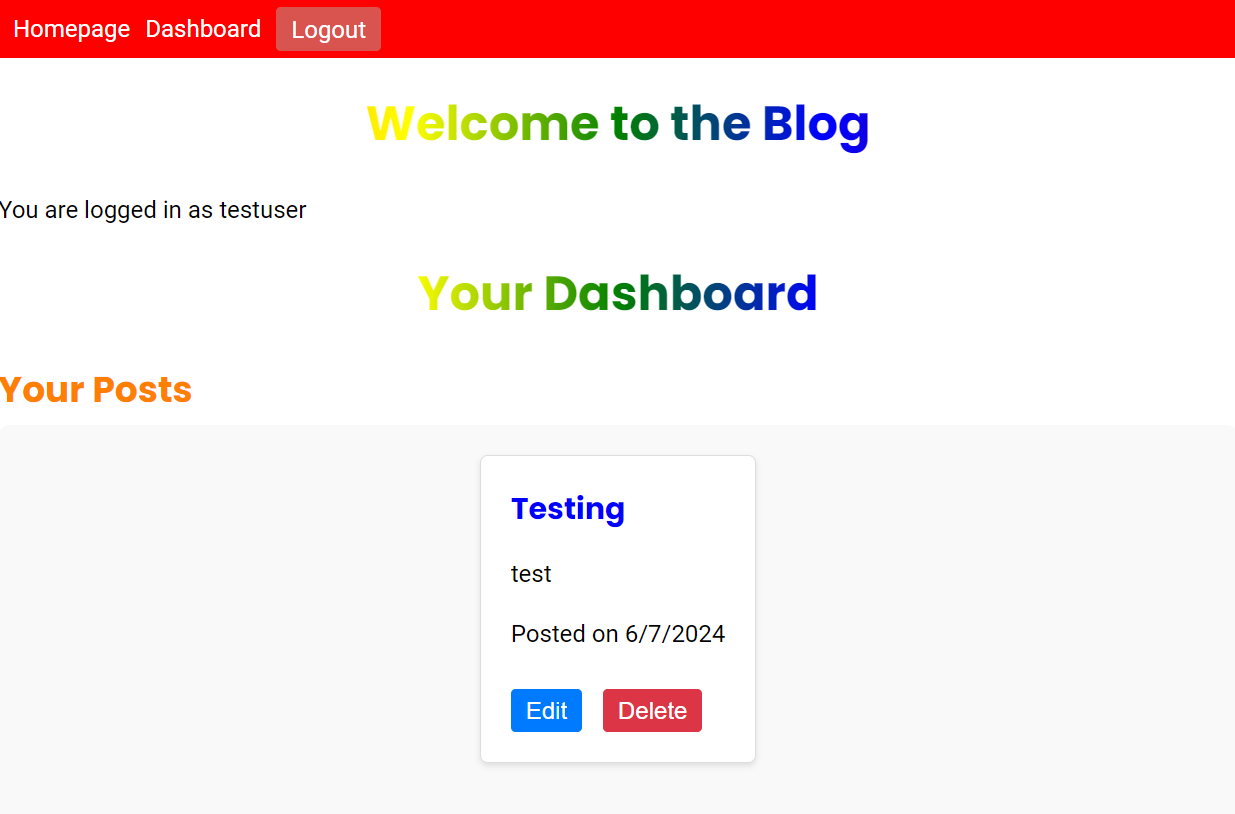 Homepage Dashboard Logout
Welcome to the Blog
You are logged in as testuser
Your Dashboard
Your Posts
Testing
test
Posted on 6/7/2024
Edit Delete